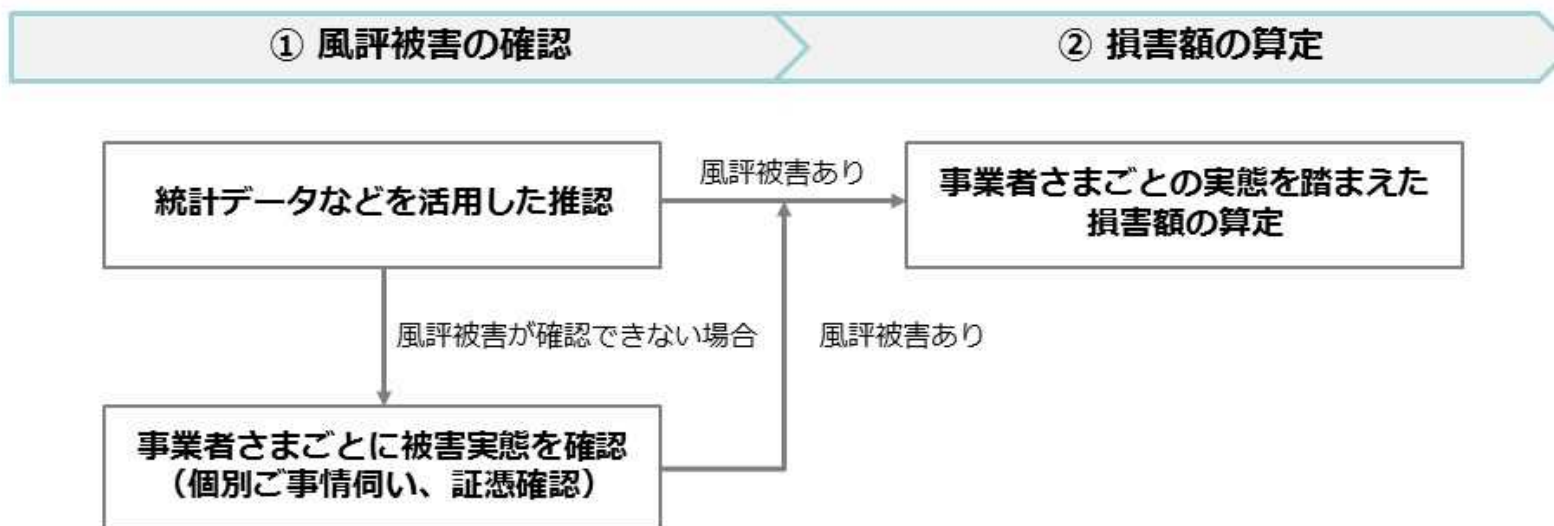 ① 風評被害の確認
② 損害額の算定
統計データなどを活用した推認
風評被害あり
事業者さまごとの実態を踏まえた
損害額の算定
風評被害が確認できない場合
風評被害あり
事業者さまごとに被害実態を確認
（個別ご事情伺い、証憑確認）